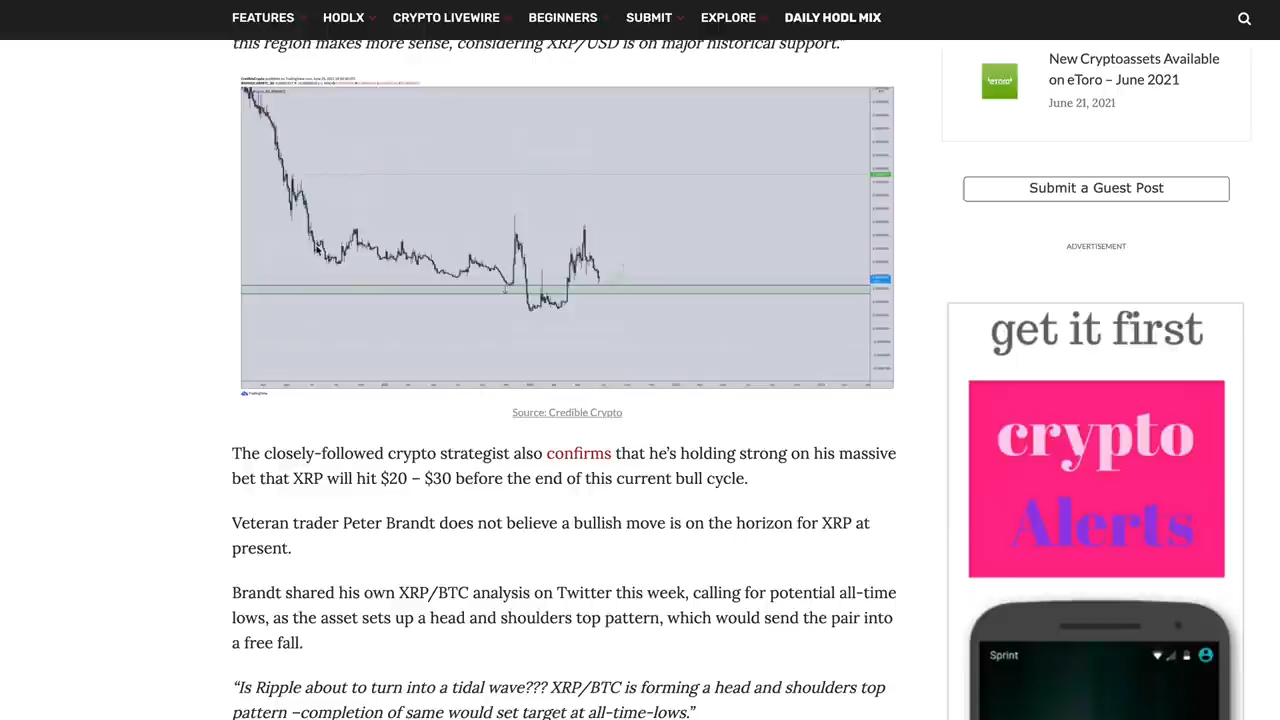 FEATURES HODLX CRYPTO LIVEWIRE BEGINNERS SUBMIT EXPLORE DAILY HODL MIX
this region makes more sense, considering XRP/USD is on major historical support.”
Source: Credible Crypto
The closely-followed crypto strategist also confirms that he’s holding strong on his massive
bet that XRP will hit $20 – $30 before the end of this current bull cycle.
Veteran trader Peter Brandt does not believe a bullish move is on the horizon for XRP at
present.
Brandt shared his own XRP/BTC analysis on Twitter this week, calling for potential all-time
lows, as the asset sets up a head and shoulders top pattern, which would send the pair into
a free fall.
“Is Ripple about to turn into a tidal wave??? XRP/BTC is forming a head and shoulders top
pattern –completion of same would set target at all-time-lows.”
eToro
New Cryptoassets Available
on eToro – June 2021
June 21, 2021
Submit a Guest Post
ADVERTISEMENT
get it first
crypto
Alerts
Sprint